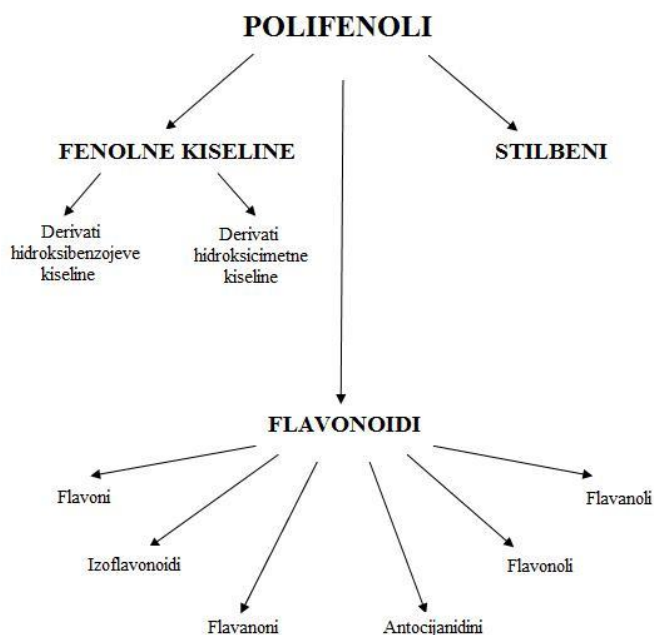 POLIFENOLI
FENOLNE KISELINE
STILBENI
Derivati
hidroksibenzojeve
kiseline
Derivati
hidroksicimetne
kiseline
FLAVONOIDI
Flavoni
Flavanoli
Izoflavonoidi
Flavonoli
Flavanoni
Antocijanidini